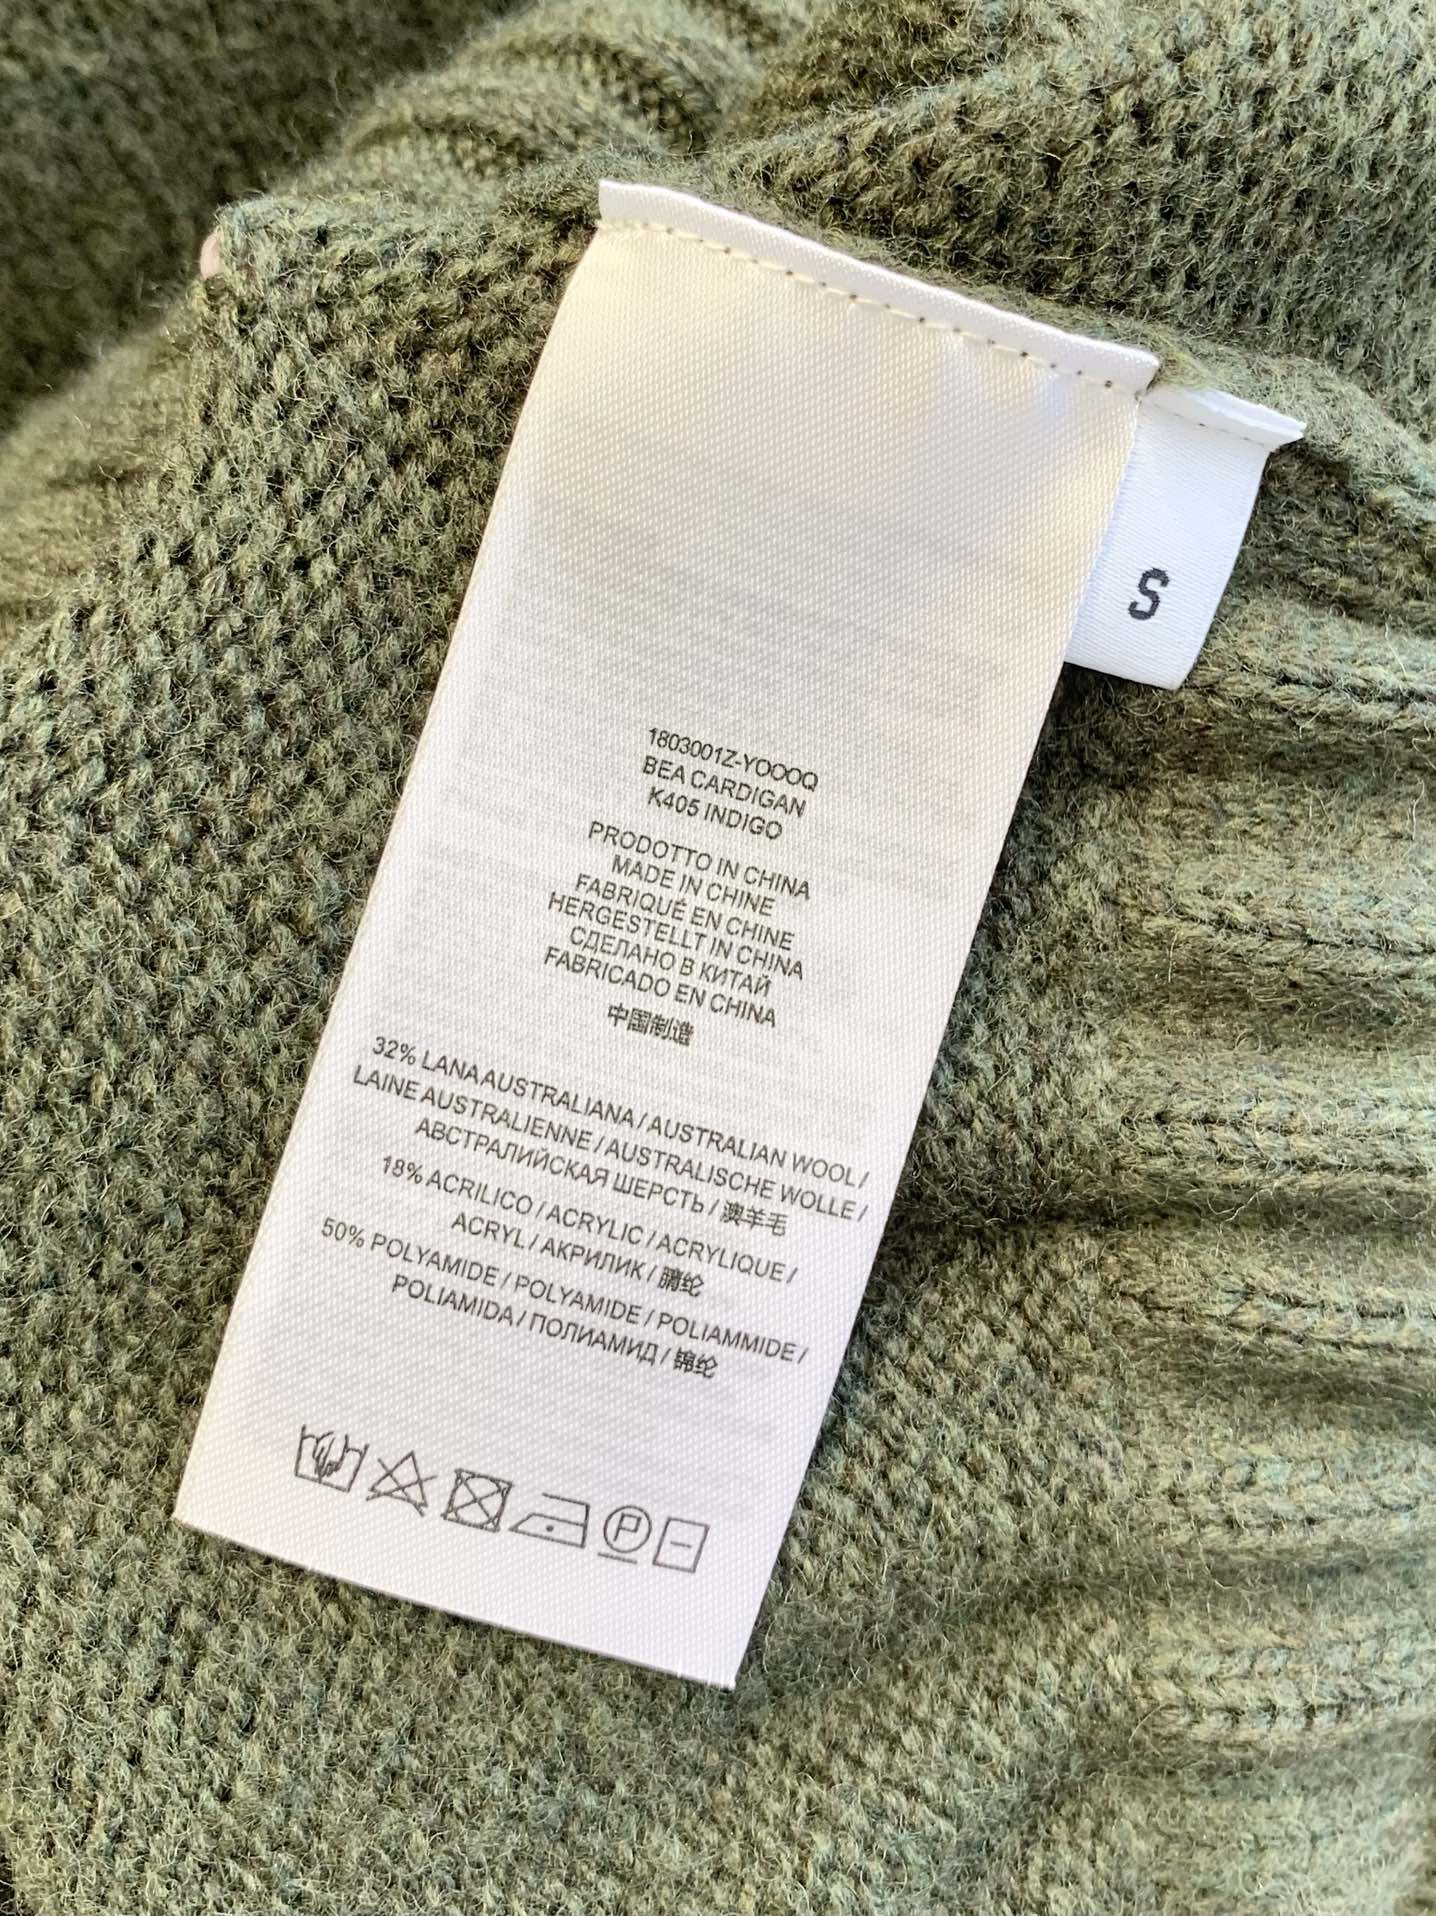 S
1803001Z-YOOOQ
BEA CARDIGAN
K405 INDIGO
PRODOTTO IN CHINA
MADE IN CHINE
FABRIQUÉ EN CHINE
HERGESTELLT IN CHINA
СДЕЛАНО В КИТАЙ
FABRICADO EN CHINA
中国制造
32% LANA AUSTRALIANA / AUSTRALIAN WOOL /
LAINE AUSTRALIENNE / AUSTRALISCHE WOLLE /
АВСТРАЛИЙСКАЯ ШЕРСТЬ / 澳羊毛
18% ACRILICO / ACRYLIC / ACRYLIQUE /
ACRYL / АКРИЛИК / 腈纶
50% POLYAMIDE / POLYAMIDE / POLIAMMIDE /
POLIAMIDA / ПОЛИАМИД / 锦纶
P